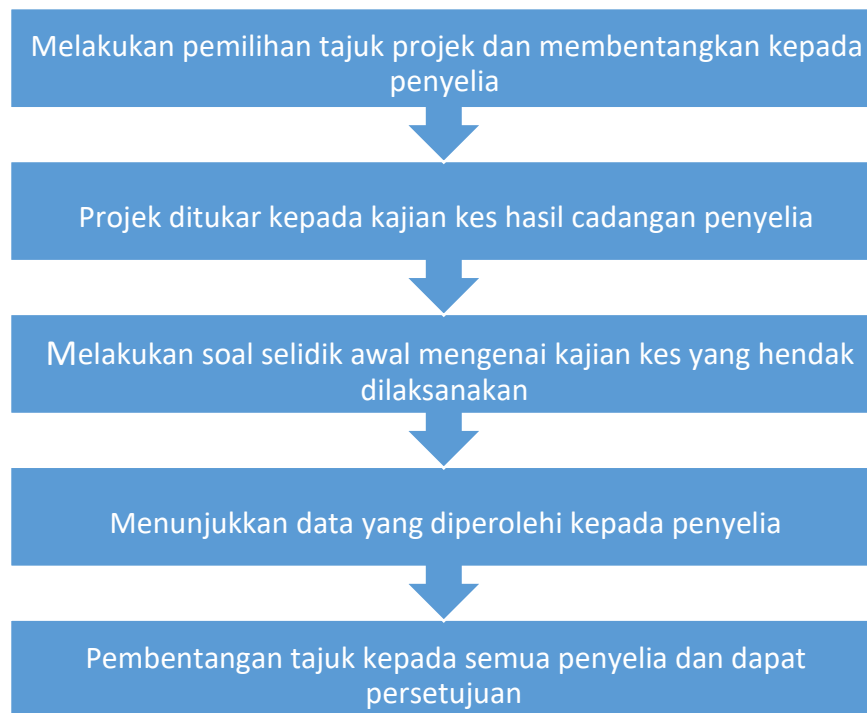 Melakukan pemilihan tajuk projek dan membentangkan kepada
penyelia
Projek ditukar kepada kajian kes hasil cadangan penyelia
Melakukan soal selidik awal mengenai kajian kes yang hendak
dilaksanakan
Menunjukkan data yang diperolehi kepada penyelia
Pembentangan tajuk kepada semua penyelia dan dapat
persetujuan